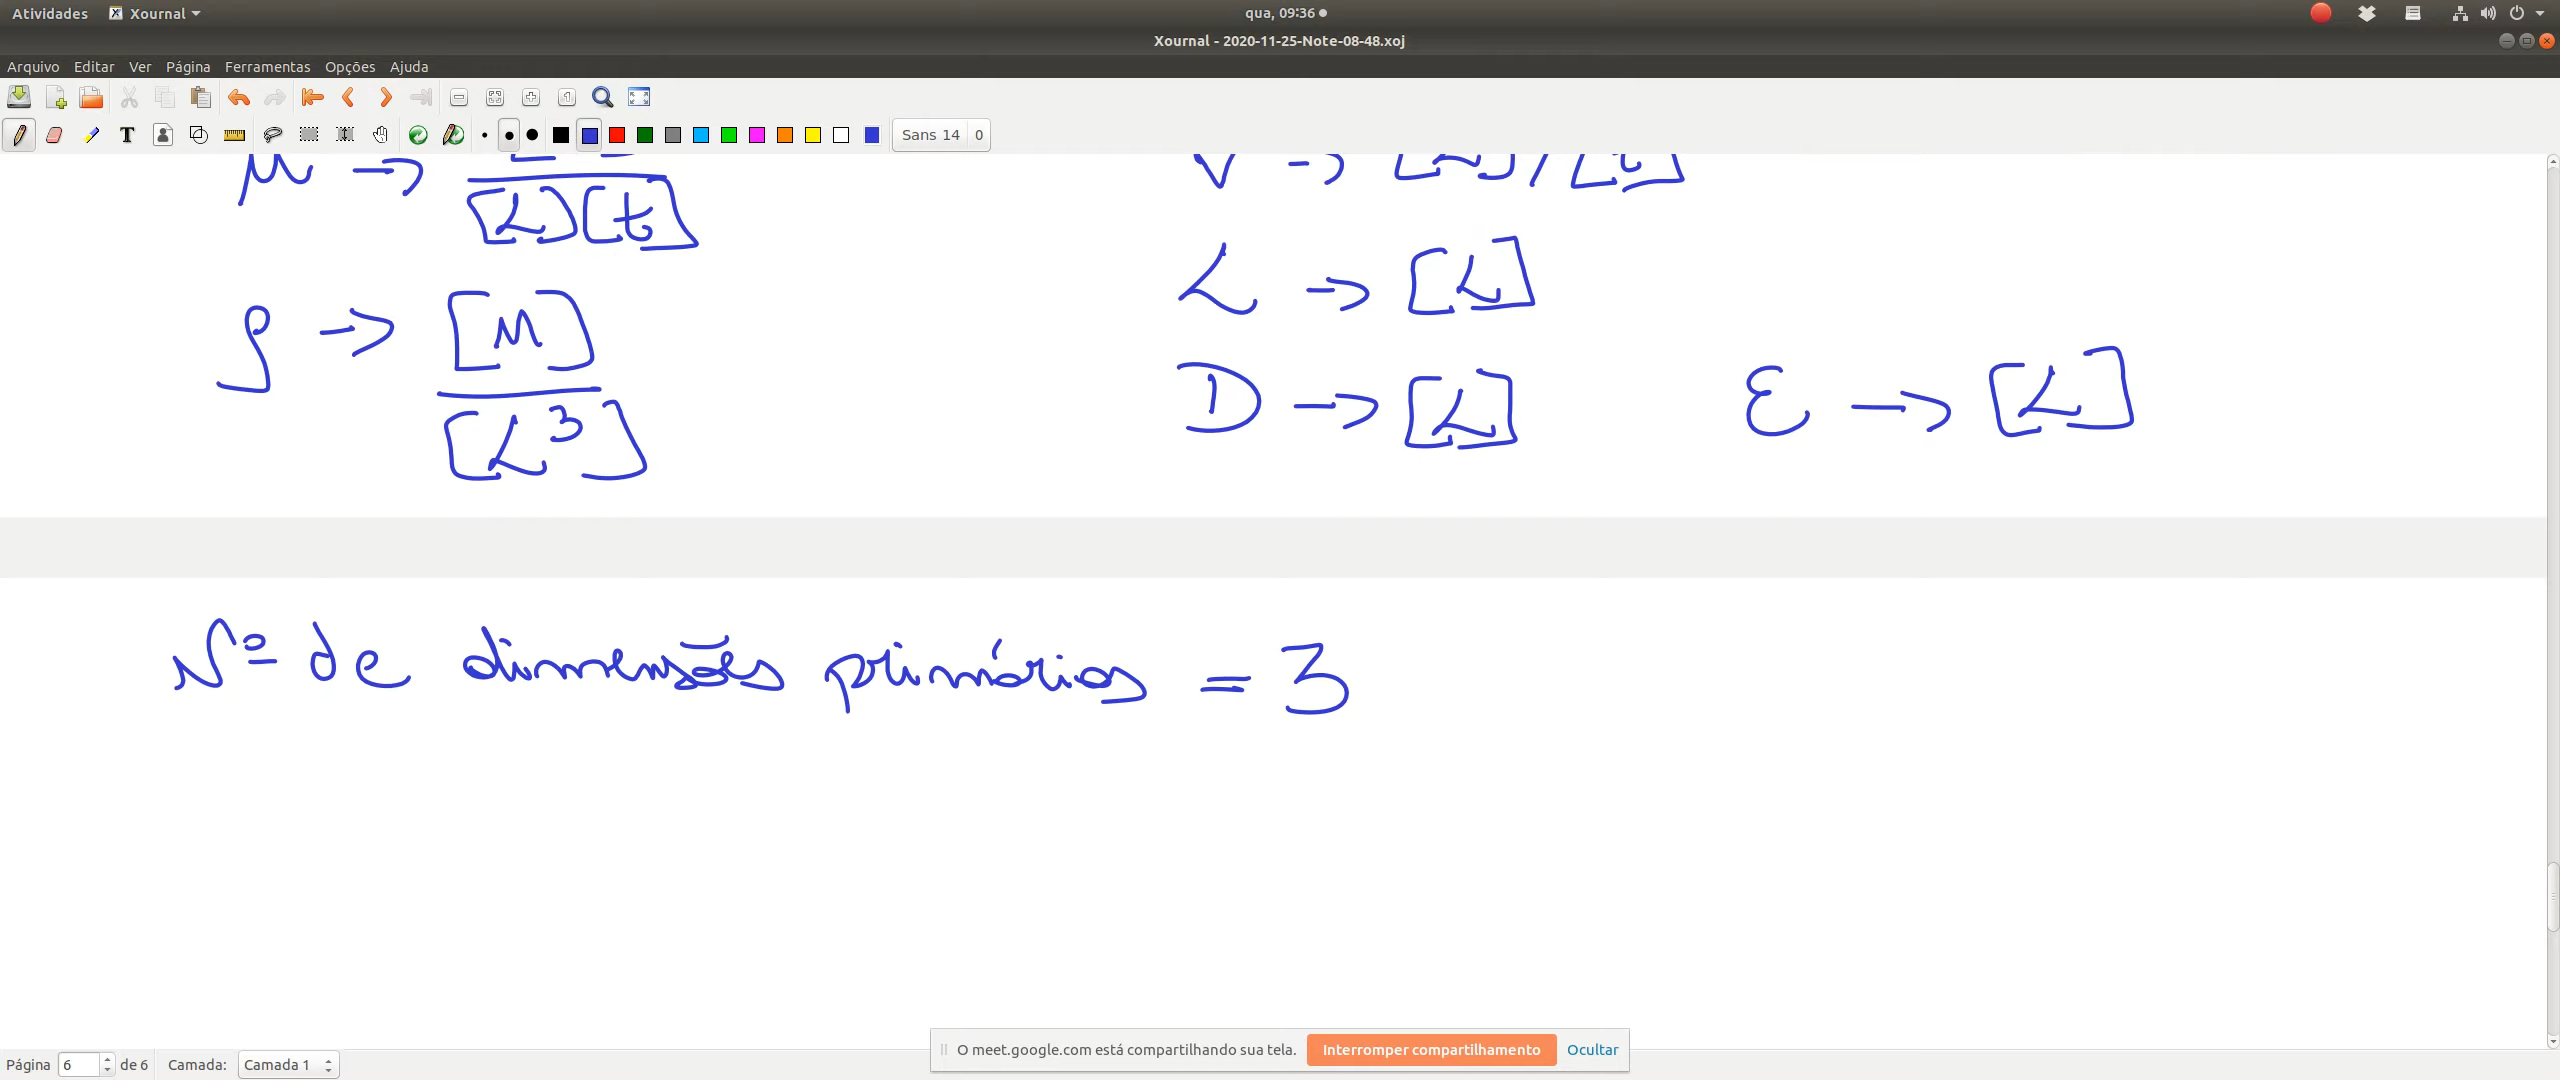 Atividades Xournal qua, 09:36
Xournal - 2020-11-25-Note-08-48.xoj
Arquivo Editar Ver Página Ferramentas Opções Ajuda
T Sans 14 0
μ → [L][t]
V → [L]/[t]
L → [L]
ρ → [M]
[L³]
D → [L] ε → [L]
Nº de dimensões primárias = 3
O meet.google.com está compartilhando sua tela. Interromper compartilhamento Ocultar
Página 6 de 6 Camada: Camada 1